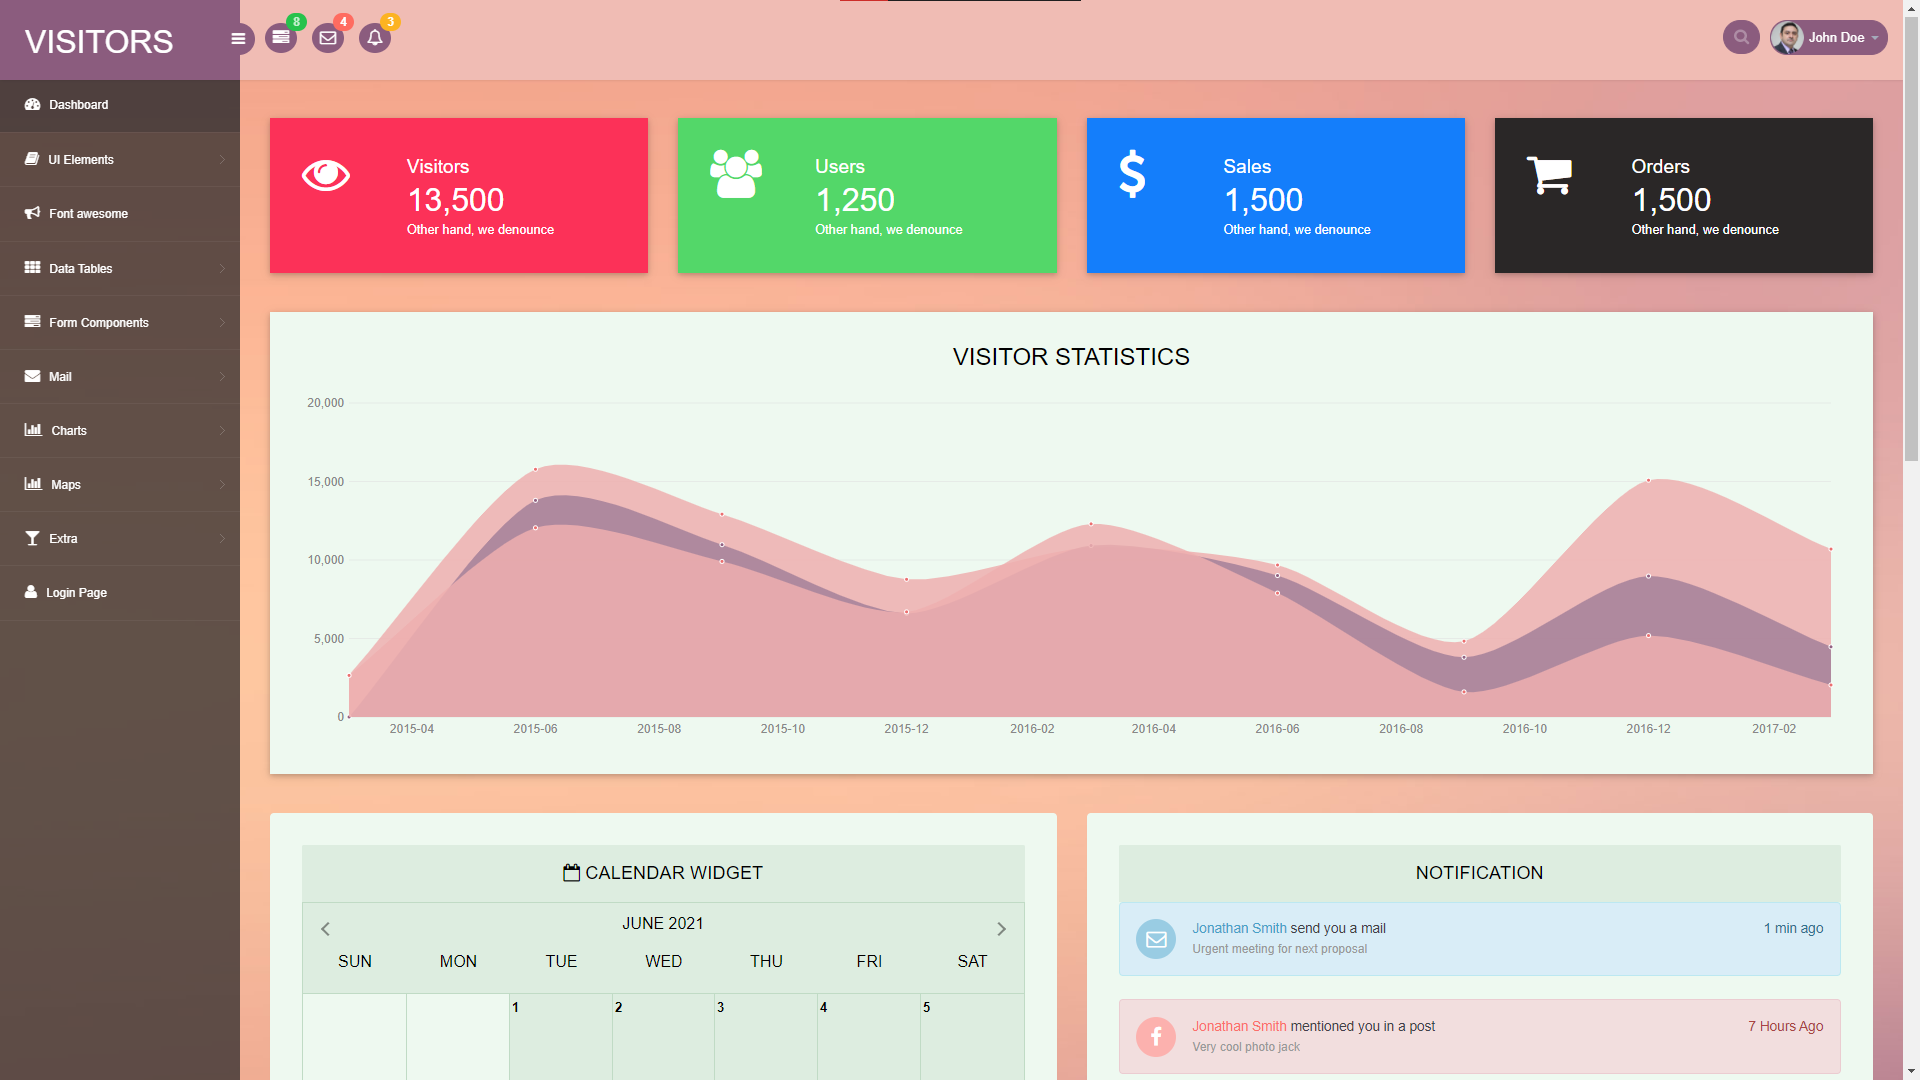 VISITORS
8
4
3
John Doe
Dashboard
UI Elements
Font awesome
Data Tables
Form Components
Mail
Charts
Maps
Extra
Login Page
Visitors
13,500
Other hand, we denounce
Users
1,250
Other hand, we denounce
Sales
1,500
Other hand, we denounce
Orders
1,500
Other hand, we denounce
VISITOR STATISTICS
20,000
15,000
10,000
5,000
0
2015-04 2015-06 2015-08 2015-10 2015-12 2016-02 2016-04 2016-06 2016-08 2016-10 2016-12 2017-02
CALENDAR WIDGET
JUNE 2021
SUN MON TUE WED THU FRI SAT
1 2 3 4 5
NOTIFICATION
Jonathan Smith send you a mail 1 min ago
Urgent meeting for next proposal
Jonathan Smith mentioned you in a post 7 Hours Ago
Very cool photo jack